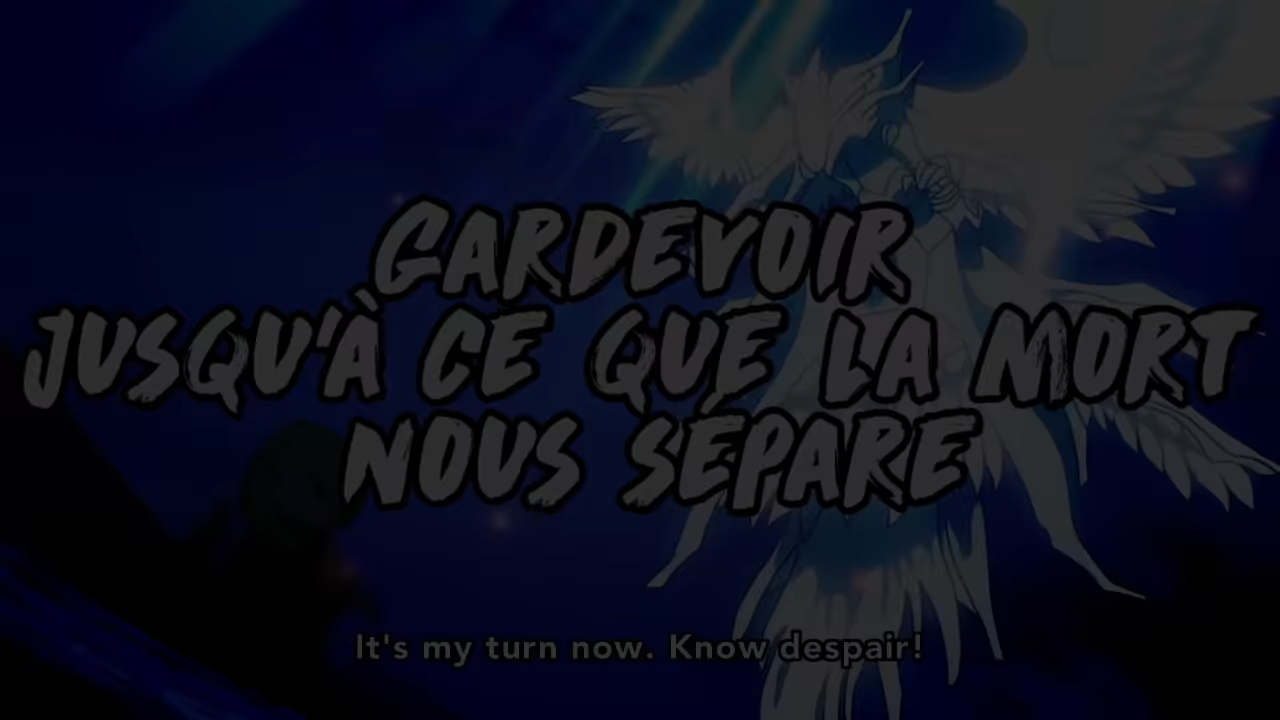 GARDEVOIR
JUSQU'À CE QUE LA MORT
NOUS SÉPARE
It's my turn now. Know despair!